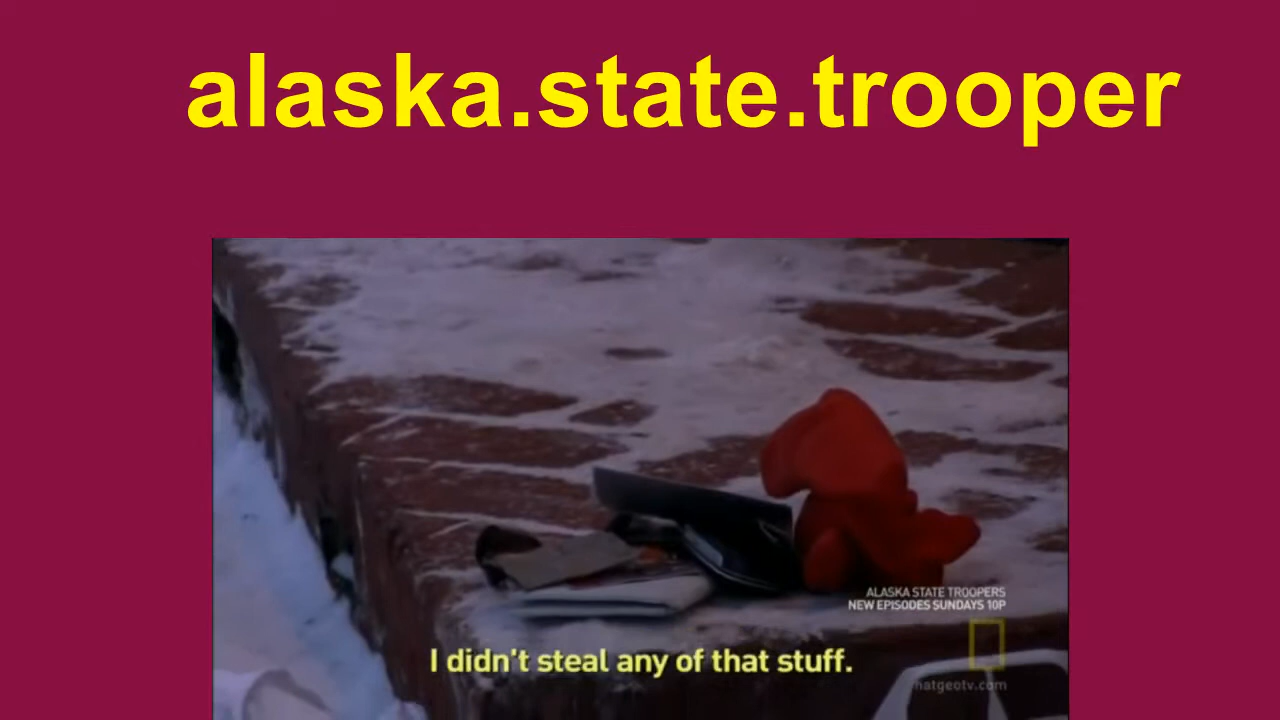 alaska.state.trooper
ALASKA STATE TROOPERS
NEW EPISODES SUNDAYS 10P
I didn't steal any of that stuff.
natgeotv.com